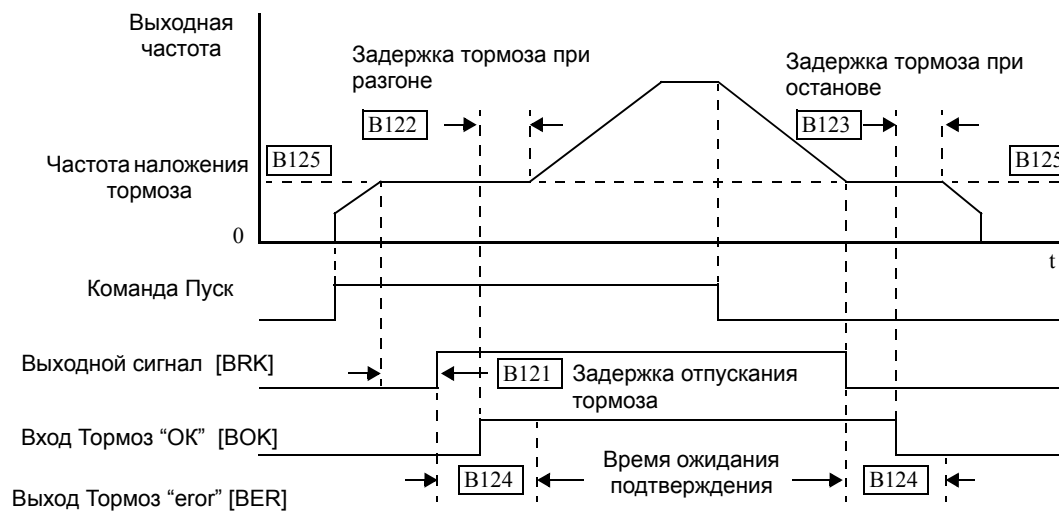 Выходная
частота
Задержка тормоза при
разгоне
Задержка тормоза при
останове
B122
B123
B125
B125
Частота наложения
тормоза
0
t
Команда Пуск
Выходной сигнал [BRK]
B121
Задержка отпускания
тормоза
Вход Тормоз “ОК” [BOK]
B124
Время ожидания
подтверждения
B124
Выход Тормоз “eror” [BER]